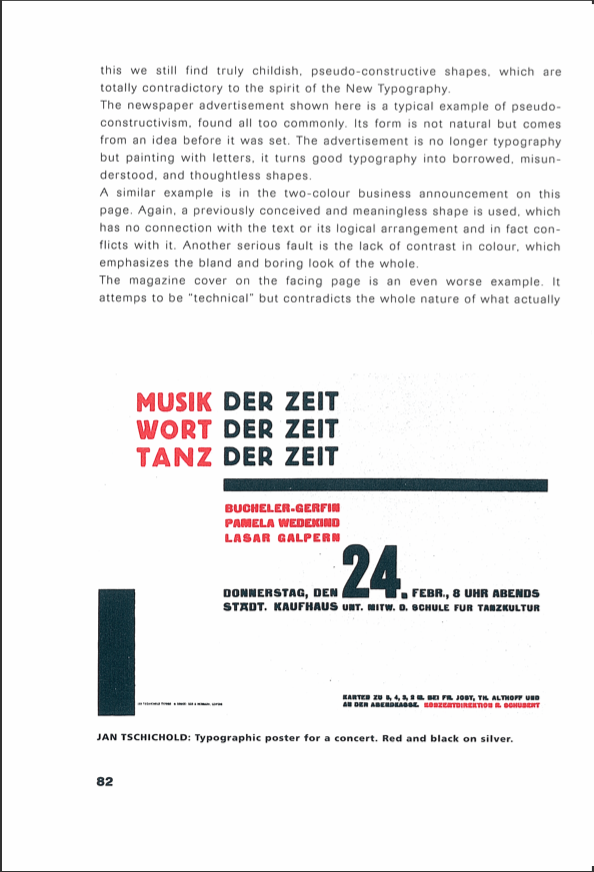 this we still find truly childish, pseudo-constructive shapes, which are
totally contradictory to the spirit of the New Typography.
The newspaper advertisement shown here is a typical example of pseudo-
constructivism, found all too commonly. Its form is not natural but comes
from an idea before it was set. The advertisement is no longer typography
but painting with letters, it turns good typography into borrowed, misun-
derstood, and thoughtless shapes.
A similar example is in the two-colour business announcement on this
page. Again, a previously conceived and meaningless shape is used, which
has no connection with the text or its logical arrangement and in fact con-
flicts with it. Another serious fault is the lack of contrast in colour, which
emphasizes the bland and boring look of the whole.
The magazine cover on the facing page is an even worse example. It
attemps to be "technical" but contradicts the whole nature of what actually
MUSIK DER ZEIT
WORT DER ZEIT
TANZ DER ZEIT
BUCHELER-GERFIN
PAMELA WEDEKIND
LASAR GALPERN
DONNERSTAG, DEN 24. FEBR., 8 UHR ABENDS
STÄDT. KAUFHAUS UNT. MITW. D. SCHULE FUR TANZKULTUR
KARTEN ZU 5, 4, 3, 2 M. BEI FR. JOST, TH. ALTHOFF UND
AN DER ABENDKASSE. KONZERTDIREKTION R. SCHUBERT
JAN TSCHICHOLD: Typographic poster for a concert. Red and black on silver.
82